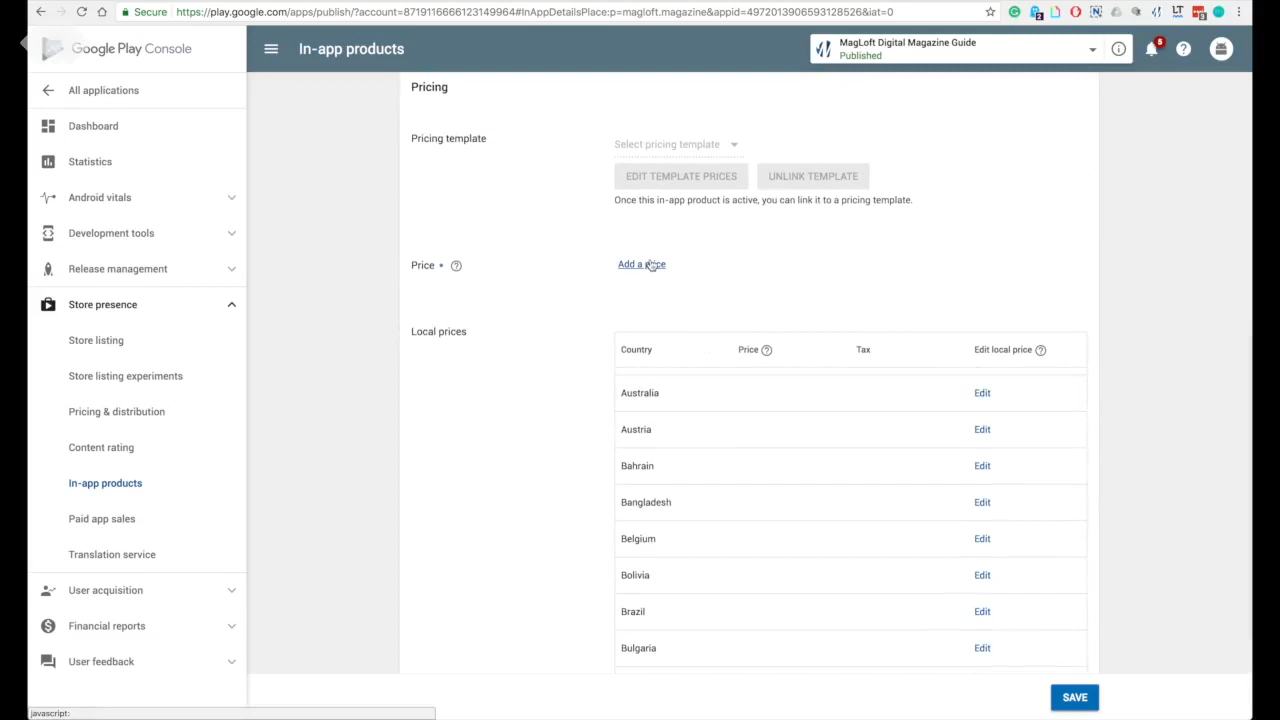 Secure https://play.google.com/apps/publish/?account=8719116666123149964#InAppDetailsPlace:p=magloft.magazine&appid=4972013906593128526&iat=0
Google Play Console
In-app products
MagLoft Digital Magazine Guide
Published
5
All applications
Dashboard
Statistics
Android vitals
Development tools
Release management
Store presence
Store listing
Store listing experiments
Pricing & distribution
Content rating
In-app products
Paid app sales
Translation service
User acquisition
Financial reports
User feedback
Pricing
Pricing template
Select pricing template
EDIT TEMPLATE PRICES UNLINK TEMPLATE
Once this in-app product is active, you can link it to a pricing template.
Price * Add a price
Local prices
Country Price Tax Edit local price
Australia Edit
Austria Edit
Bahrain Edit
Bangladesh Edit
Belgium Edit
Bolivia Edit
Brazil Edit
Bulgaria Edit
SAVE
javascript: